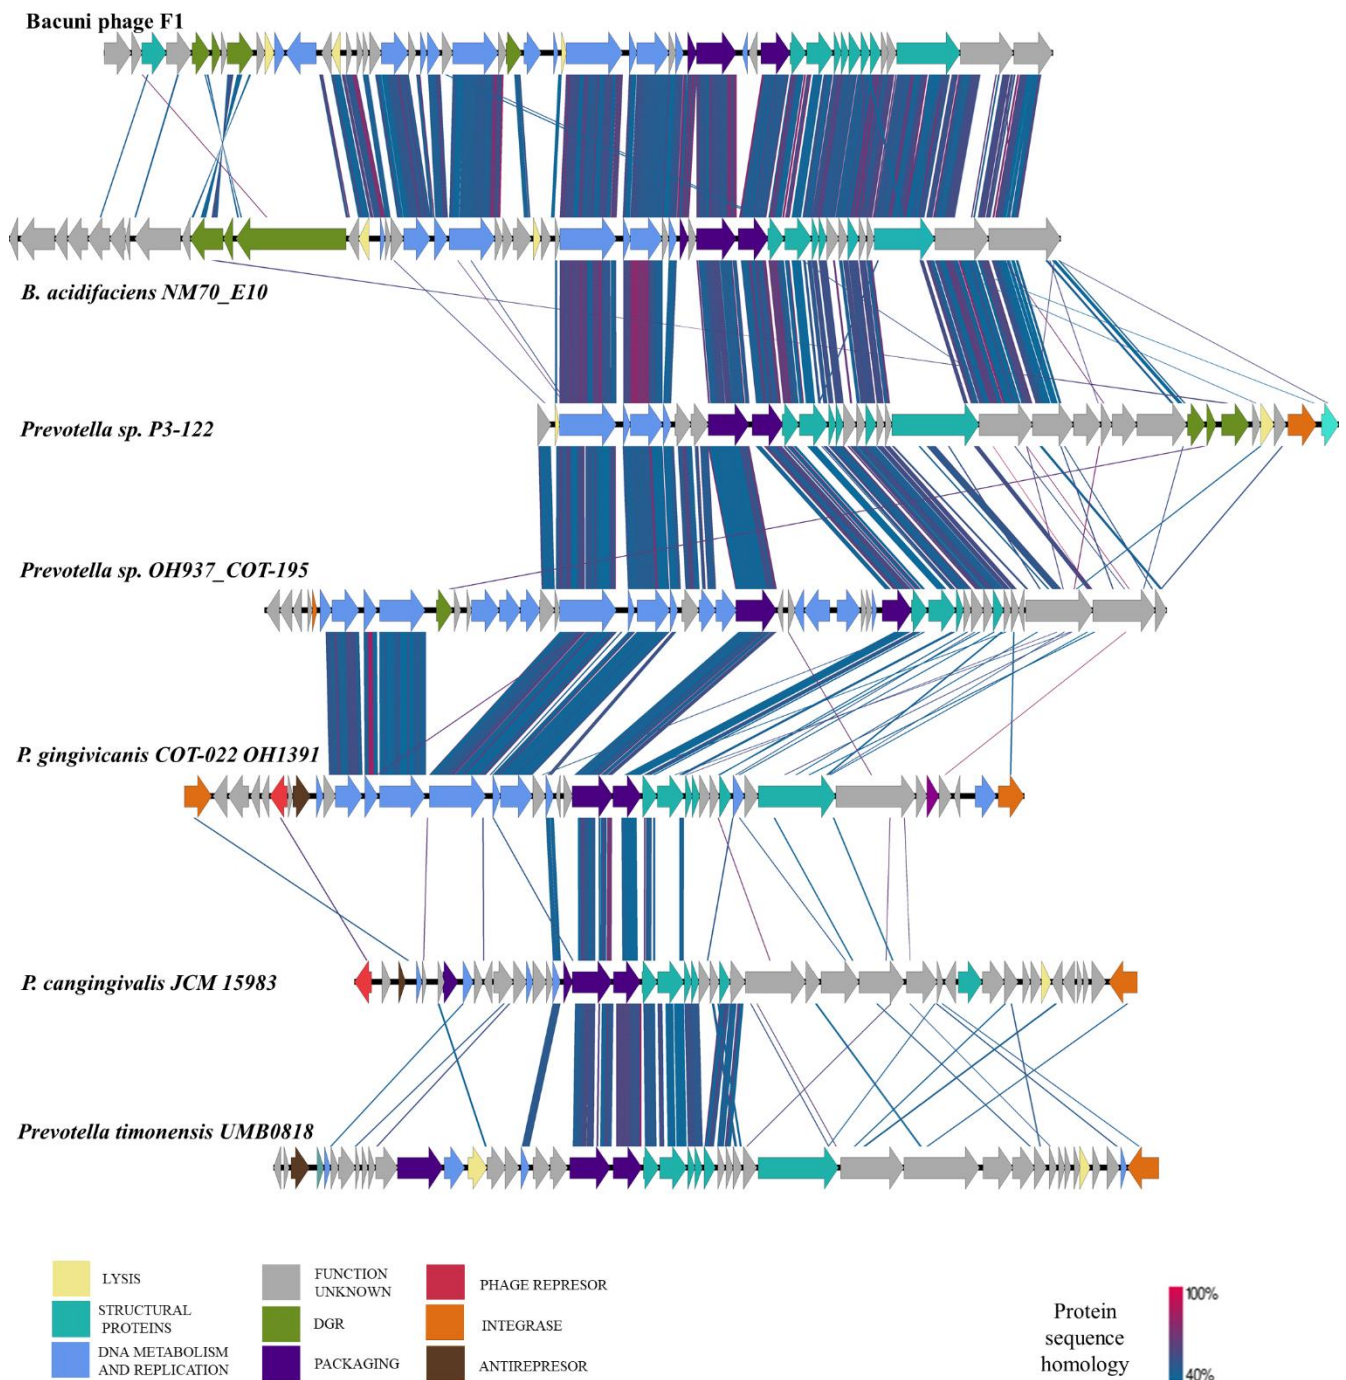 Bacuni phage F1
B. acidifaciens NM70_E10
Prevotella sp. P3-122
Prevotella sp. OH937_COT-195
P. gingivicanis COT-022 OH1391
P. cangingivalis JCM 15983
Prevotella timonensis UMB0818
LYSIS
STRUCTURAL
PROTEINS
DNA METABOLISM
AND REPLICATION
FUNCTION
UNKNOWN
DGR
PACKAGING
PHAGE REPRESOR
INTEGRASE
ANTIREPRESOR
Protein
sequence
homology
100%
40%